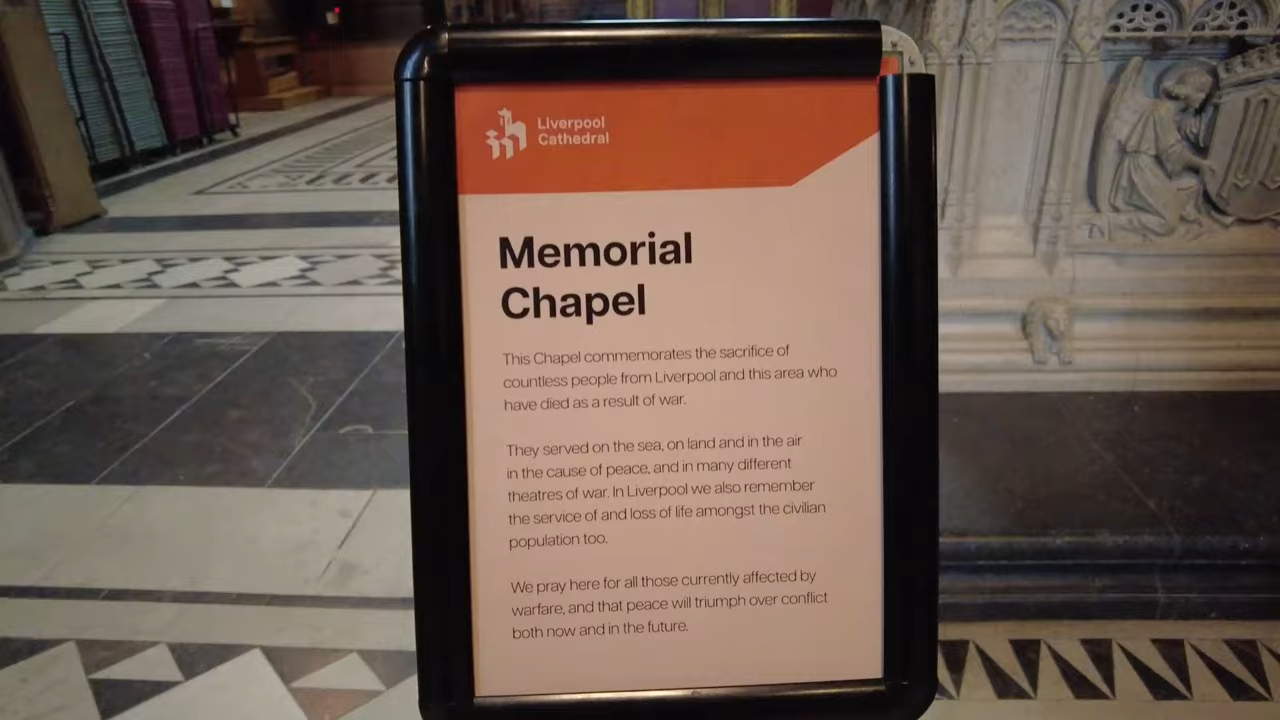 Liverpool
Cathedral
Memorial
Chapel
This Chapel commemorates the sacrifice of
countless people from Liverpool and this area who
have died as a result of war.
They served on the sea, on land and in the air
in the cause of peace, and in many different
theatres of war. In Liverpool we also remember
the service of and loss of life amongst the civilian
population too.
We pray here for all those currently affected by
warfare, and that peace will triumph over conflict
both now and in the future.